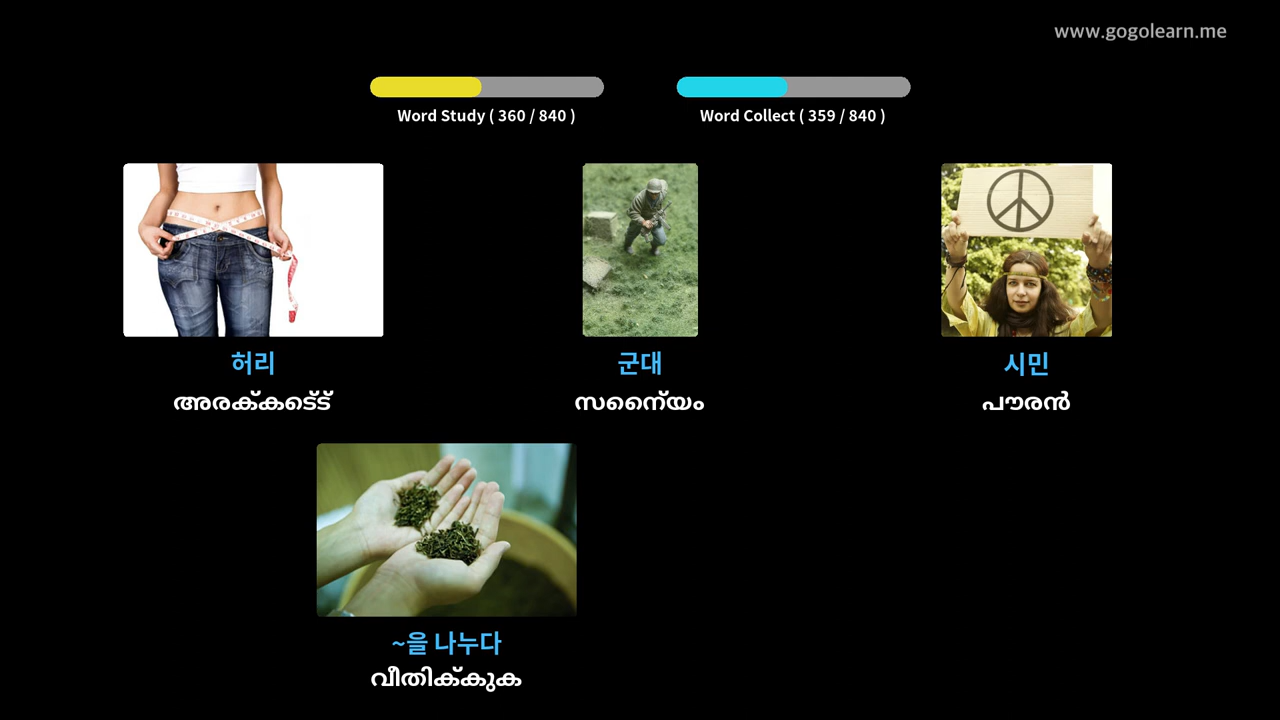 www.gogolearn.me
Word Study ( 360 / 840 )
Word Collect ( 359 / 840 )
허리
군대
시민
അരക്കെട്ട്
സൈന്യം
പൗരൻ
~을 나누다
വീതിക്കുക